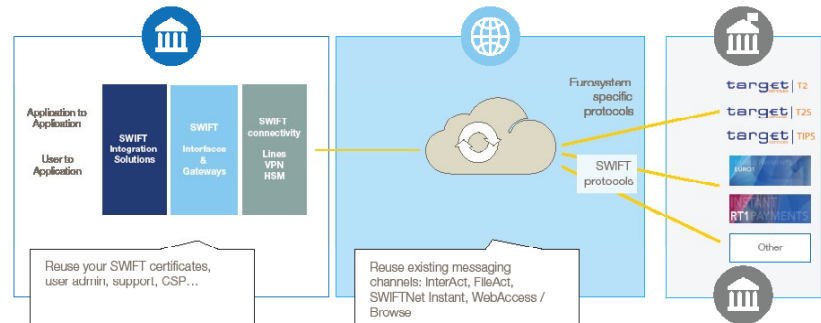 Application to
Application
User to
Application
SWIFT
Integration
Solutions
SWIFT
Interfaces
&
Gateways
SWIFT
connectivity
Lines
VPN
HSM
Reuse your SWIFT certificates,
user admin, support, CSP...
Eurosystem
specific
protocols
SWIFT
protocols
Reuse existing messaging
channels: InterAct, FileAct,
SWIFTNet Instant, WebAccess /
Browse
target | T2
target | T2S
target | TIPS
EURO1
INSTANT
RT1 PAYMENTS
Other